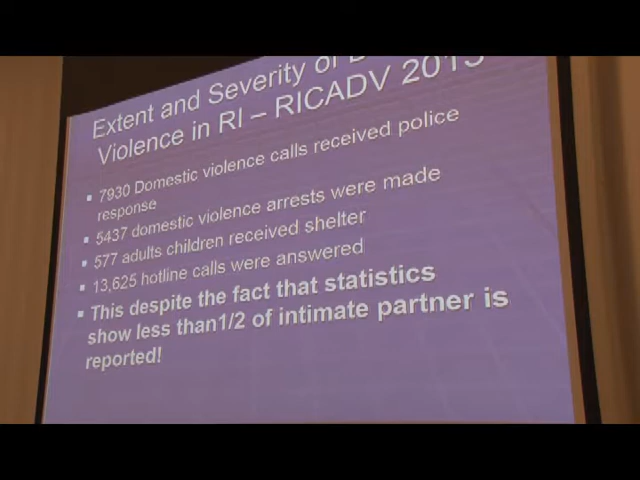 Extent and Severity of
Violence in RI – RICADV 2015
▪ 7930 Domestic violence calls received police
response
▪ 5437 domestic violence arrests were made
▪ 577 adults children received shelter
▪ 13,625 hotline calls were answered
▪ This despite the fact that statistics
show less than1/2 of intimate partner is
reported!